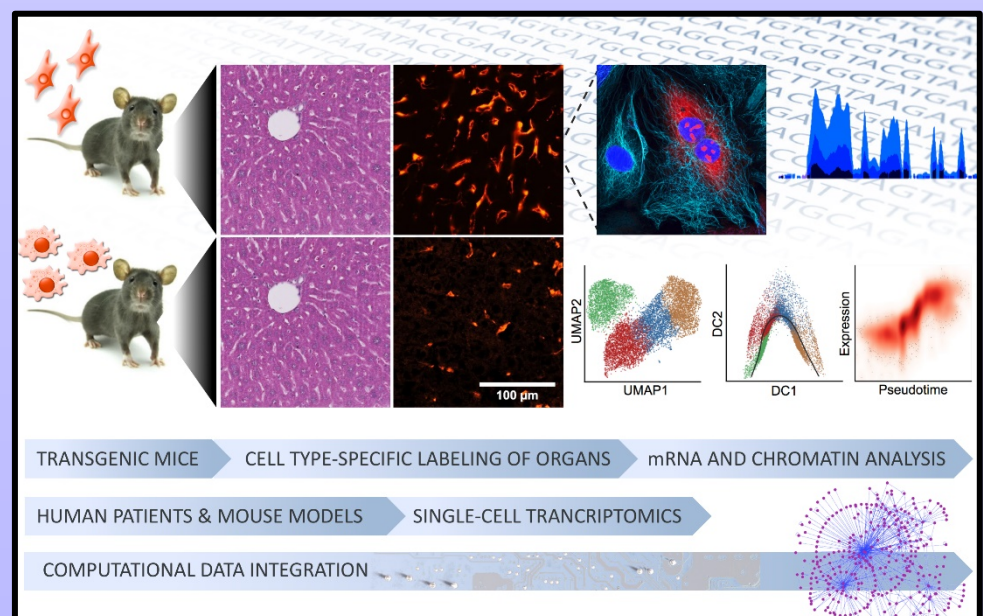 100 µm
UMAP2
UMAP1
DC2
DC1
Expression
Pseudotime
TRANSGENIC MICE
CELL TYPE-SPECIFIC LABELING OF ORGANS
mRNA AND CHROMATIN ANALYSIS
HUMAN PATIENTS & MOUSE MODELS
SINGLE-CELL TRANCRIPTOMICS
COMPUTATIONAL DATA INTEGRATION